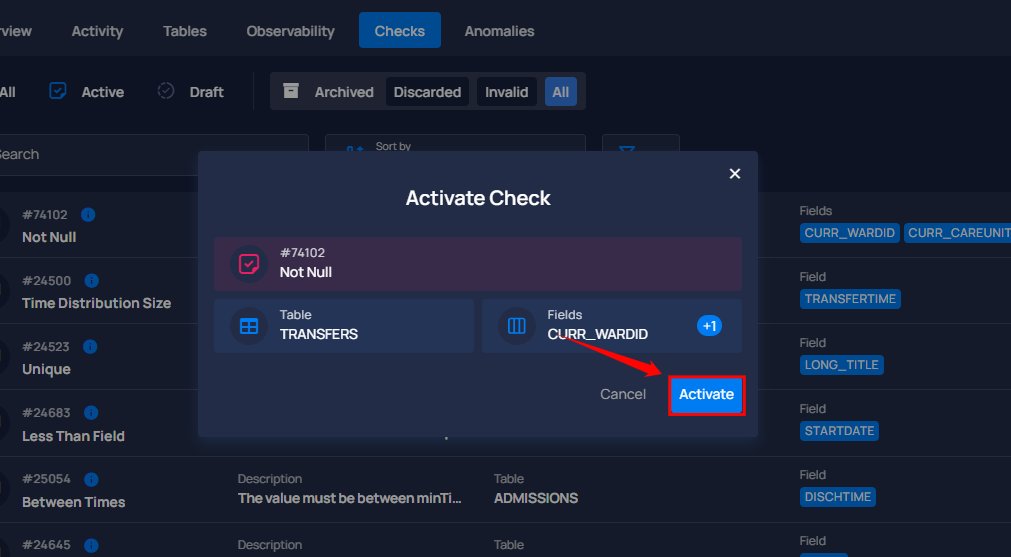 rview Activity Tables Observability Checks Anomalies
All Active Draft Archived Discarded Invalid All
Search Sort by
Activate Check
#74102
Not Null
Table
TRANSFERS
Fields
CURR_WARDID +1
Cancel Activate
#74102
Not Null
Fields
CURR_WARDID CURR_CAREUNIT
#24500
Time Distribution Size
Field
TRANSFERTIME
#24523
Unique
Field
LONG_TITLE
#24683
Less Than Field
Field
STARTDATE
#25054
Between Times
Description
The value must be between minTi...
Table
ADMISSIONS
Field
DISCHTIME
#24645
Description
Table
Field